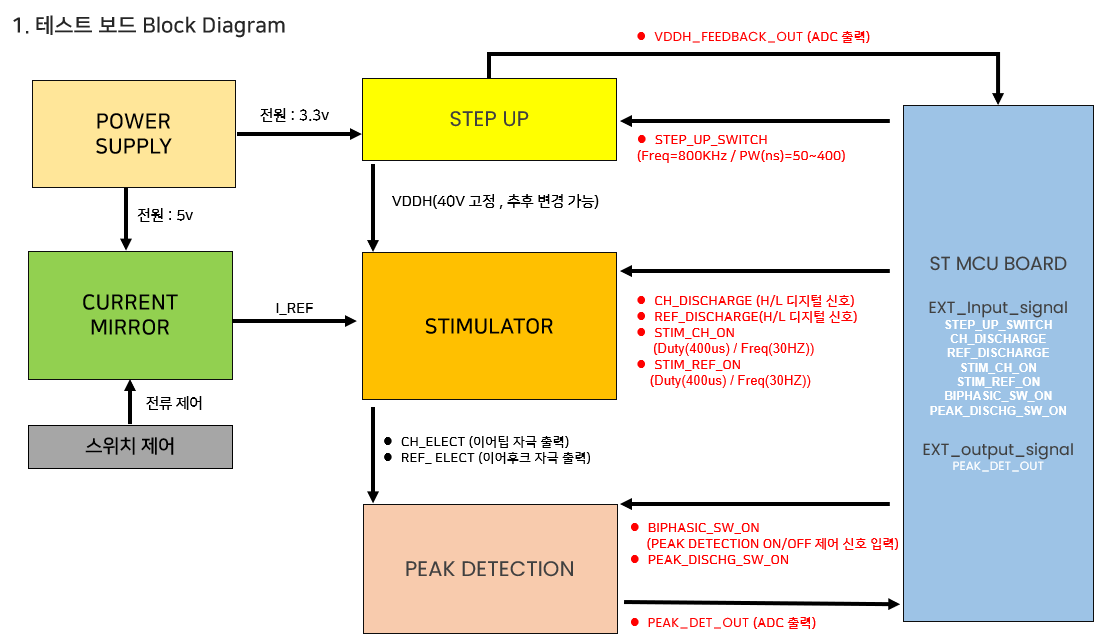 1. 테스트 보드 Block Diagram
VDDH_FEEDBACK_OUT (ADC 출력)
POWER
SUPPLY
전원 : 3.3v
STEP UP
STEP_UP_SWITCH
(Freq=800KHz / PW(ns)=50~400)
전원 : 5v
VDDH(40V 고정 , 추후 변경 가능)
CURRENT
MIRROR
I_REF
STIMULATOR
CH_DISCHARGE (H/L 디지털 신호)
REF_DISCHARGE(H/L 디지털 신호)
STIM_CH_ON
(Duty(400us) / Freq(30HZ))
STIM_REF_ON
(Duty(400us) / Freq(30HZ))
전류 제어
스위치 제어
CH_ELECT (이어팁 자극 출력)
REF_ ELECT (이어후크 자극 출력)
PEAK DETECTION
BIPHASIC_SW_ON
(PEAK DETECTION ON/OFF 제어 신호 입력)
PEAK_DISCHG_SW_ON
PEAK_DET_OUT (ADC 출력)
ST MCU BOARD
EXT_Input_signal
STEP_UP_SWITCH
CH_DISCHARGE
REF_DISCHARGE
STIM_CH_ON
STIM_REF_ON
BIPHASIC_SW_ON
PEAK_DISCHG_SW_ON
EXT_output_signal
PEAK_DET_OUT